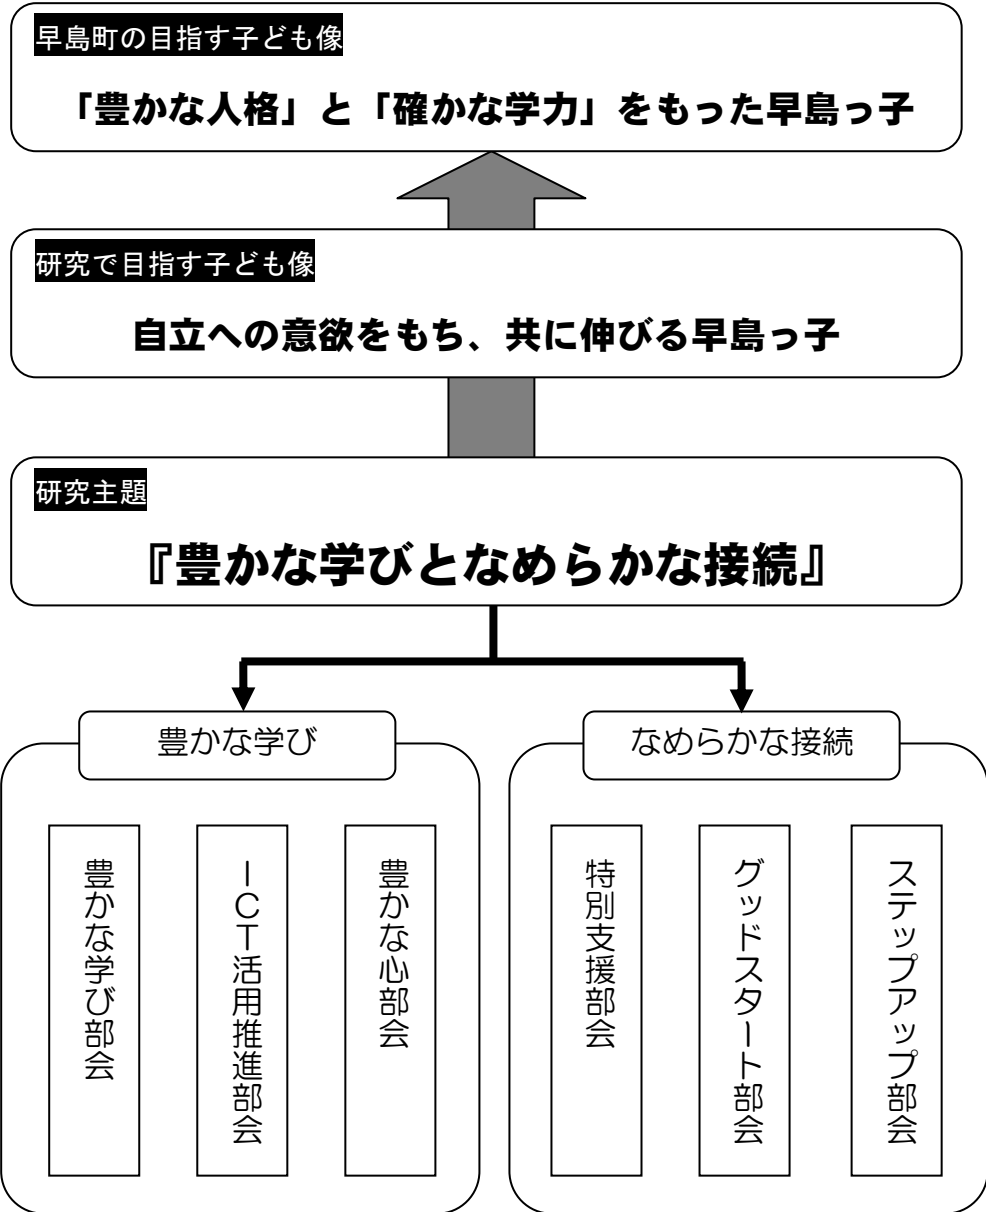 早島町の目指す子ども像
「豊かな人格」と「確かな学力」をもった早島っ子
研究で目指す子ども像
自立への意欲をもち、共に伸びる早島っ子
研究主題
『豊かな学びとなめらかな接続』
豊かな学び
なめらかな接続
豊かな学び部会
ICT活用推進部会
豊かな心部会
特別支援部会
グッドスタート部会
ステップアップ部会